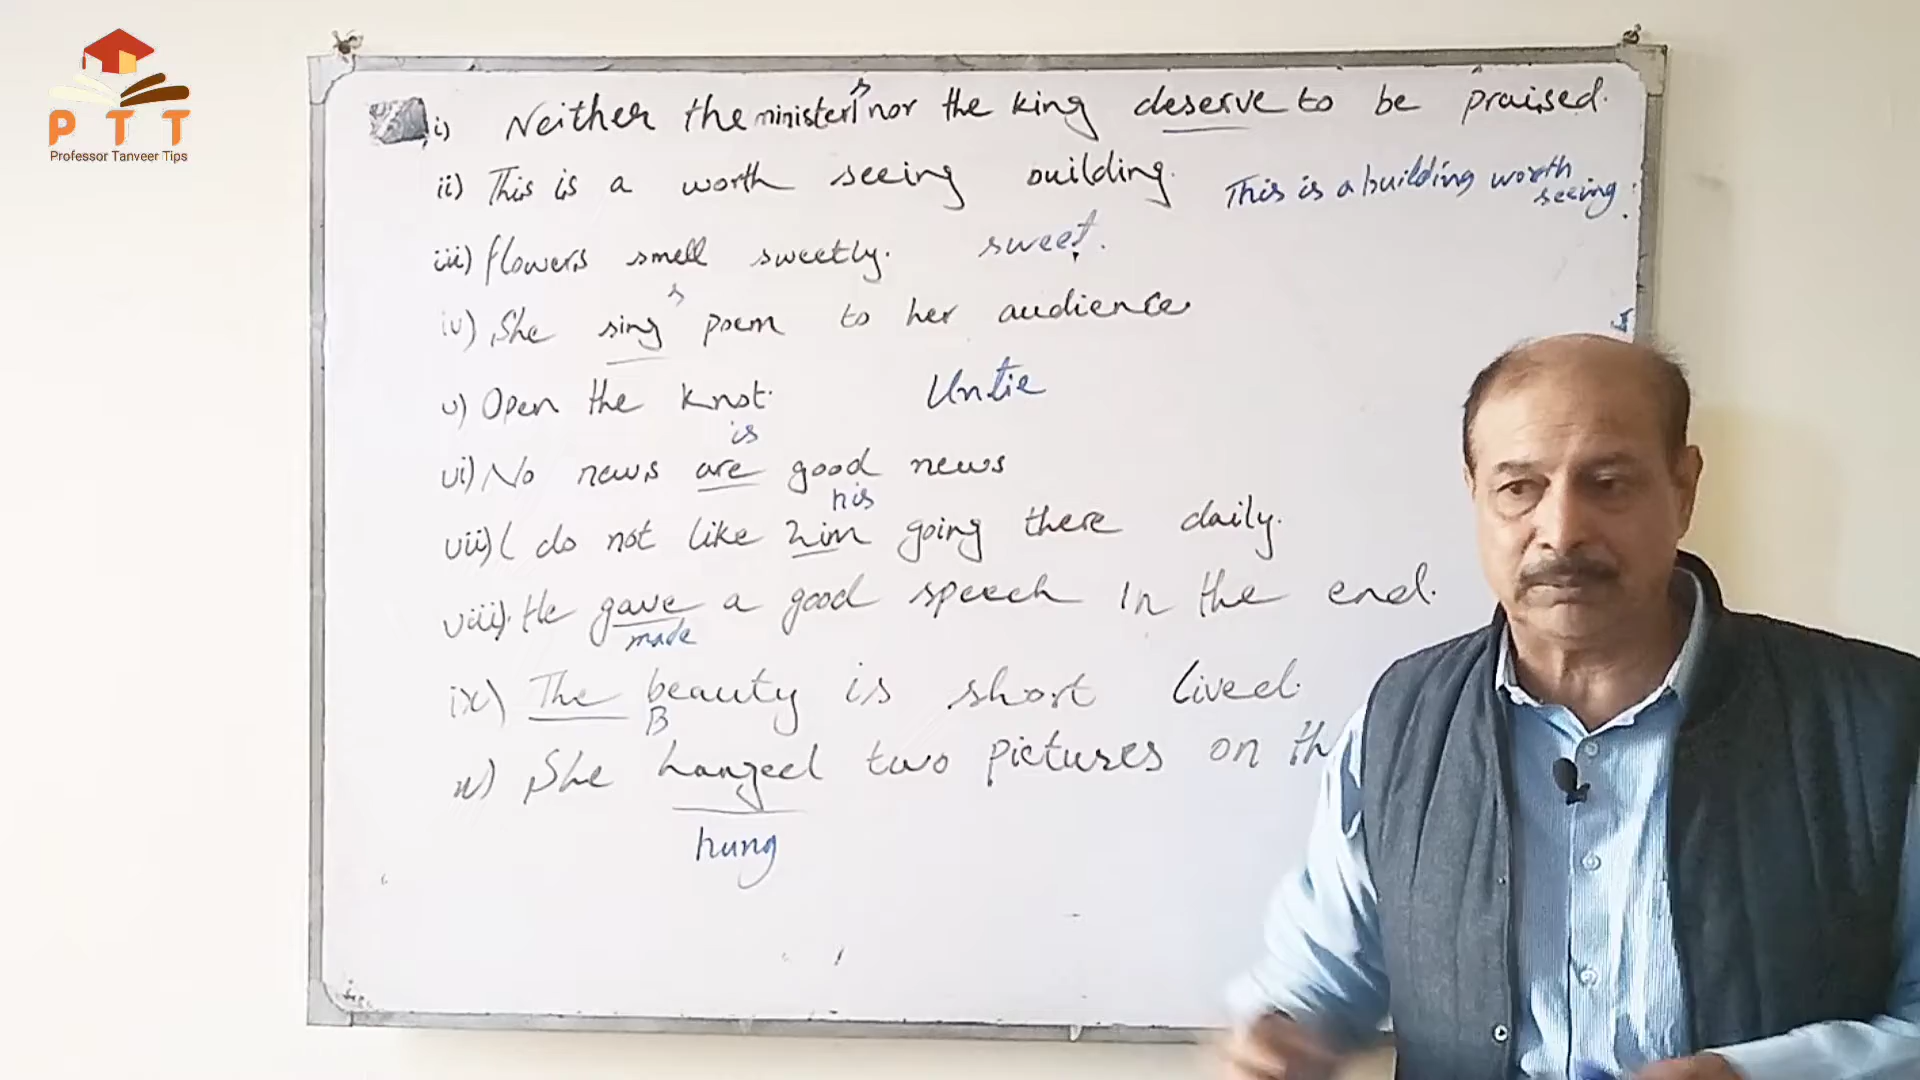 P T T
Professor Tanveer Tips
s
i) Neither the minister nor the king deserve to be praised.
ii) This is a worth seeing building. This is a building worth
seeing.
iii) flowers smell sweetly. sweet.
s
iv) She sing poem to her audience
v) Open the knot. Untie
is
vi) No news are good news
his
vii) I do not like him going there daily.
viii). He gave a good speech in the end.
made
ix) The beauty is short lived.
B
x) She hanged two pictures on th
hung